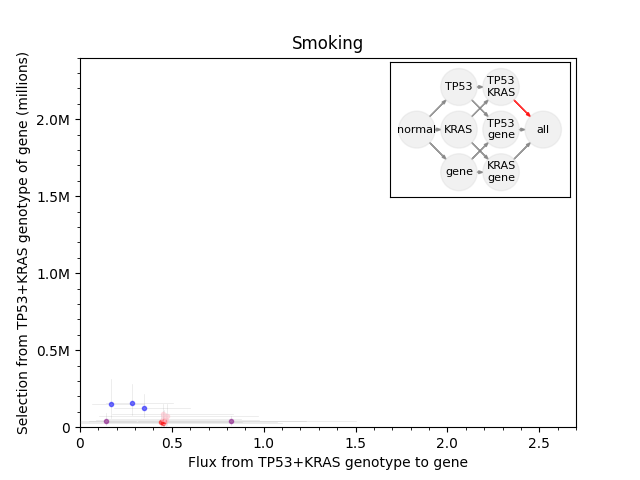 Smoking
Selection from TP53+KRAS genotype of gene (millions)
2.0M
1.5M
1.0M
0.5M
0
0
0.5
1.0
1.5
2.0
2.5
Flux from TP53+KRAS genotype to gene
normal
TP53
KRAS
gene
TP53
KRAS
TP53
gene
KRAS
gene
all